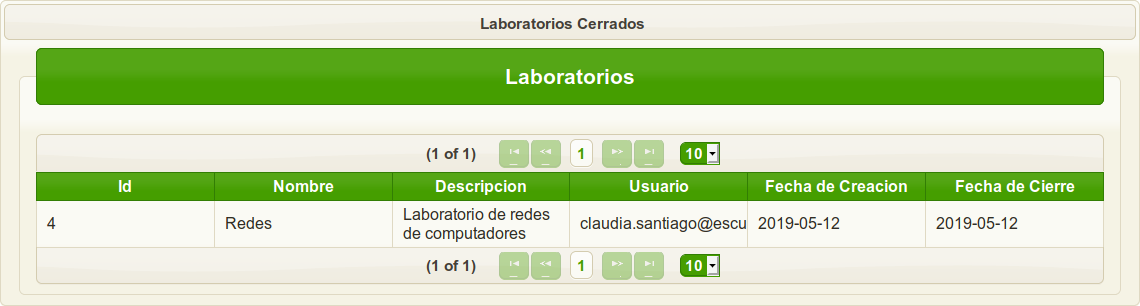 Laboratorios Cerrados
Laboratorios
(1 of 1) 1 10
Id Nombre Descripcion Usuario Fecha de Creacion Fecha de Cierre
4 Redes Laboratorio de redes de computadores claudia.santiago@escu 2019-05-12 2019-05-12
(1 of 1) 1 10